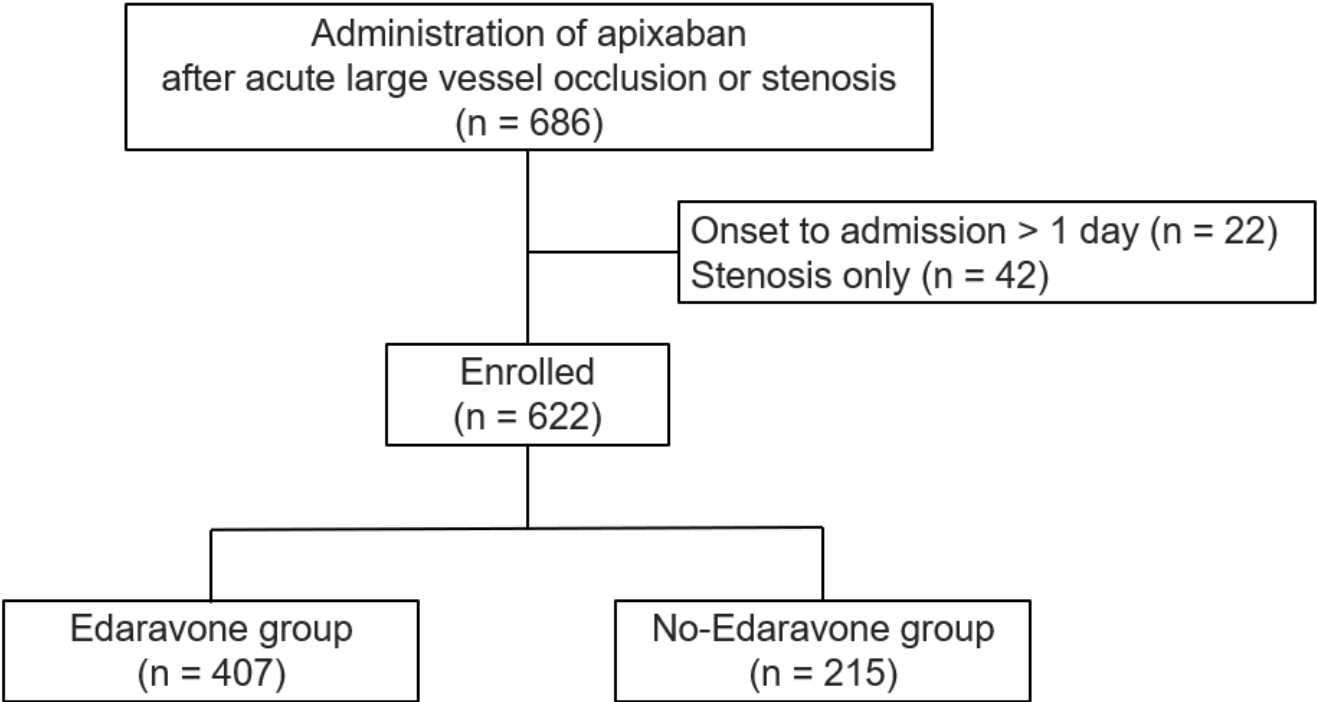 Administration of apixaban
after acute large vessel occlusion or stenosis
(n = 686)
Onset to admission > 1 day (n = 22)
Stenosis only (n = 42)
Enrolled
(n = 622)
Edaravone group
(n = 407)
No-Edaravone group
(n = 215)